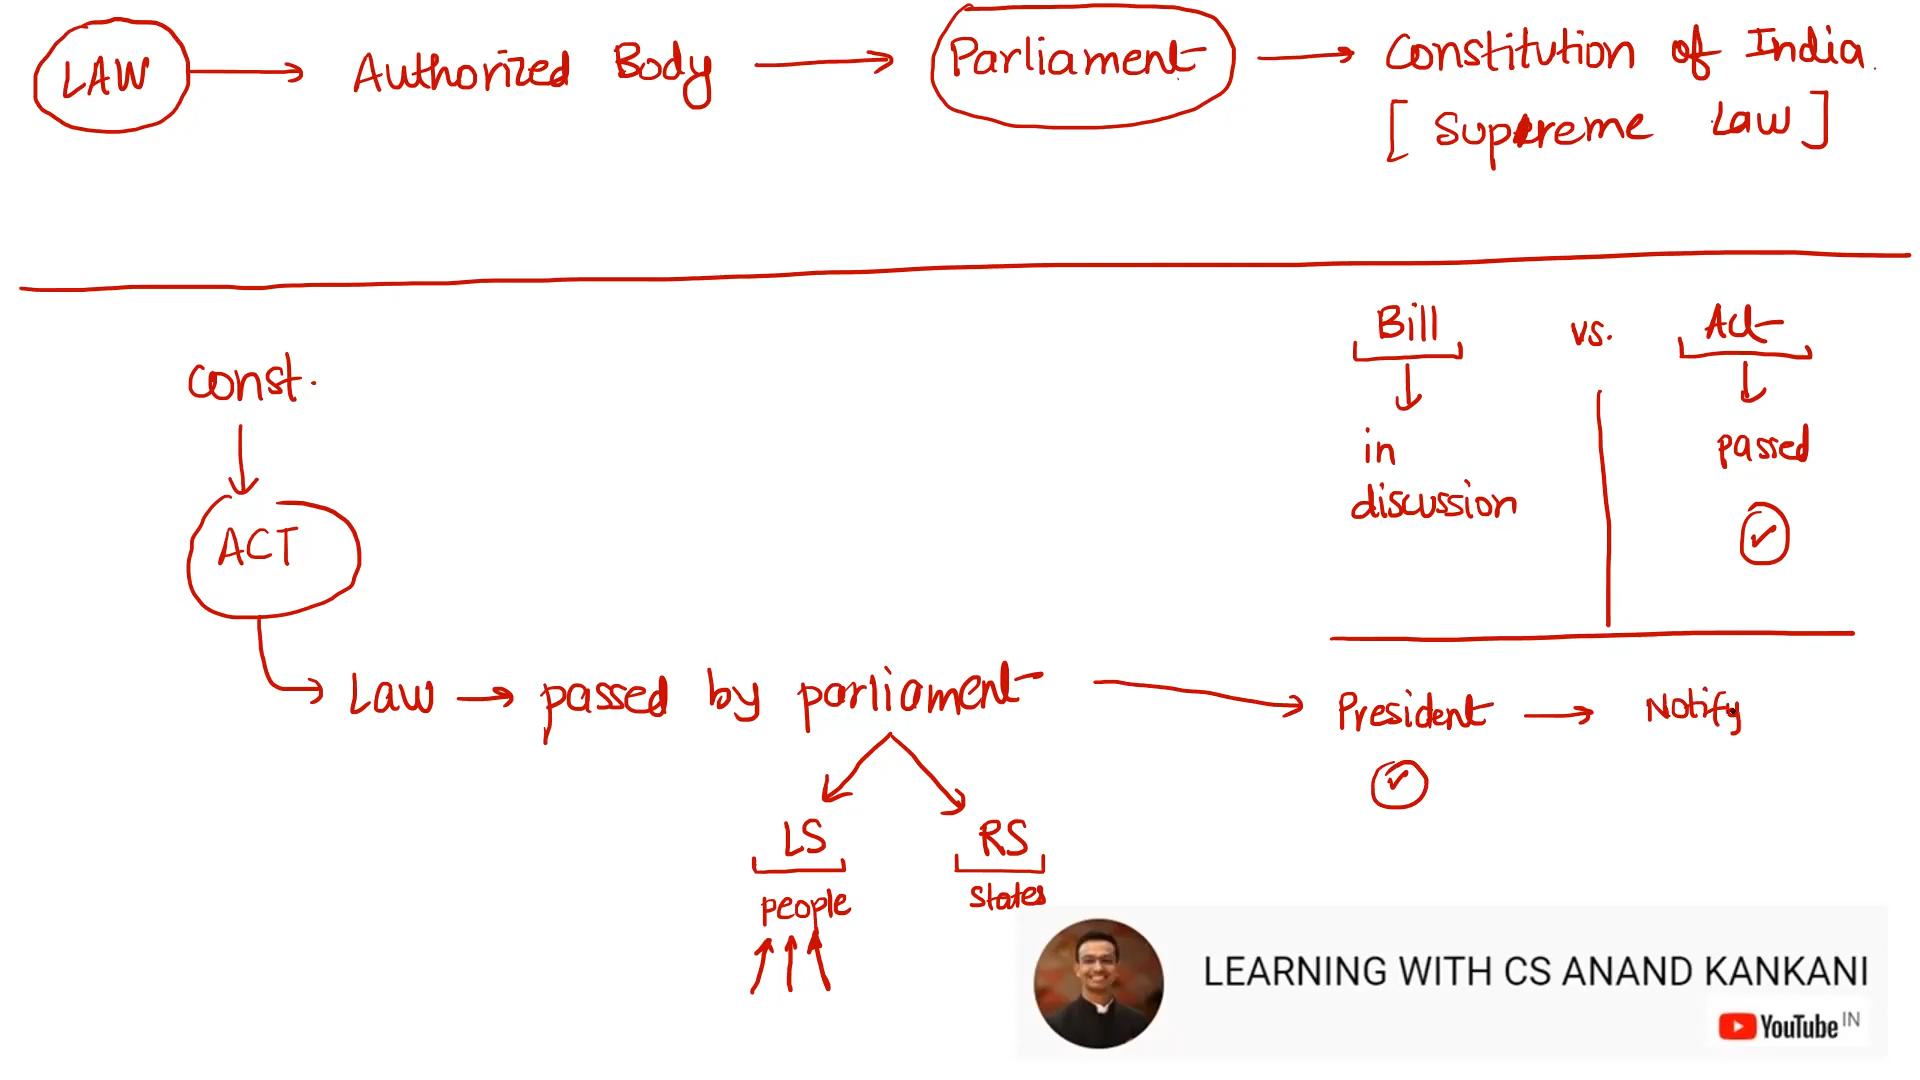 LAW Authorized Body Parliament Constitution of India.
[ Supreme Law ]
Bill vs. Act
const.
in passed
discussion
ACT
Law passed by parliament President Notify
LS RS
people states
LEARNING WITH CS ANAND KANKANI
YouTube IN